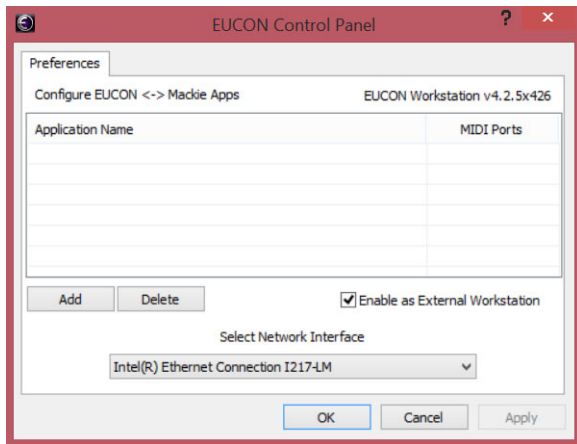 EUCON Control Panel
Preferences
Configure EUCON <-> Mackie Apps EUCON Workstation v4.2.5x426
Application Name MIDI Ports
Add Delete Enable as External Workstation
Select Network Interface
Intel(R) Ethernet Connection I217-LM
OK Cancel Apply